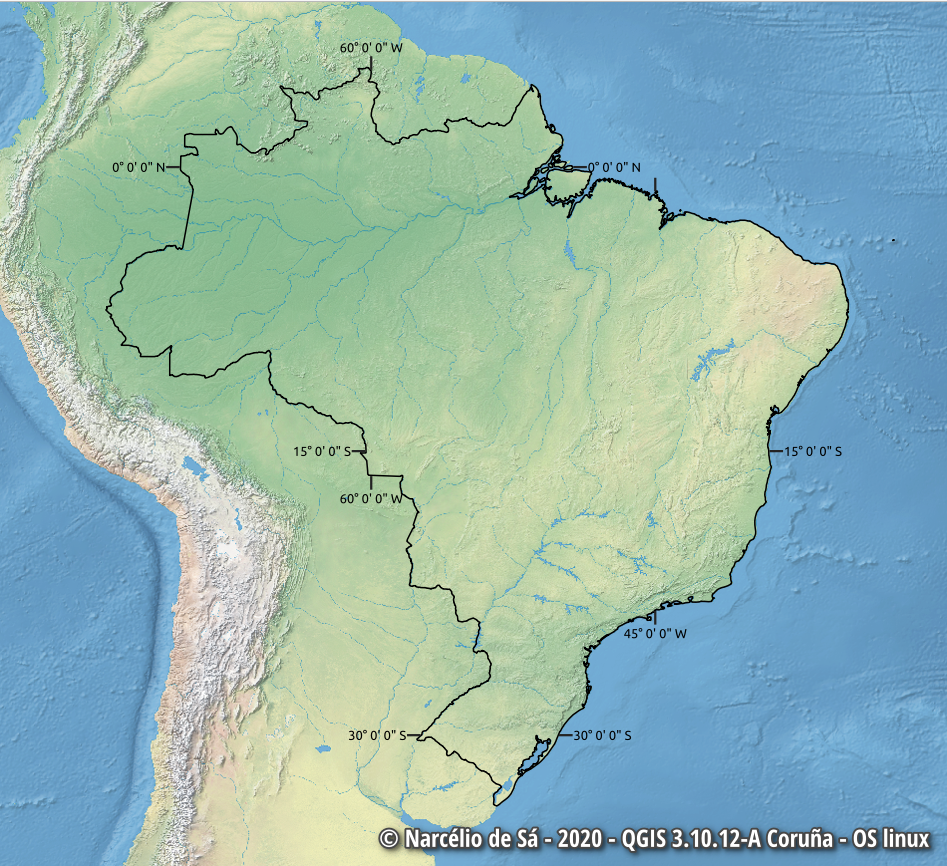 60° 0' 0" W
0° 0' 0" N
0° 0' 0" N
15° 0' 0" S
15° 0' 0" S
60° 0' 0" W
45° 0' 0" W
30° 0' 0" S
30° 0' 0" S
© Narcélio de Sá - 2020 - QGIS 3.10.12-A Coruña - OS linux